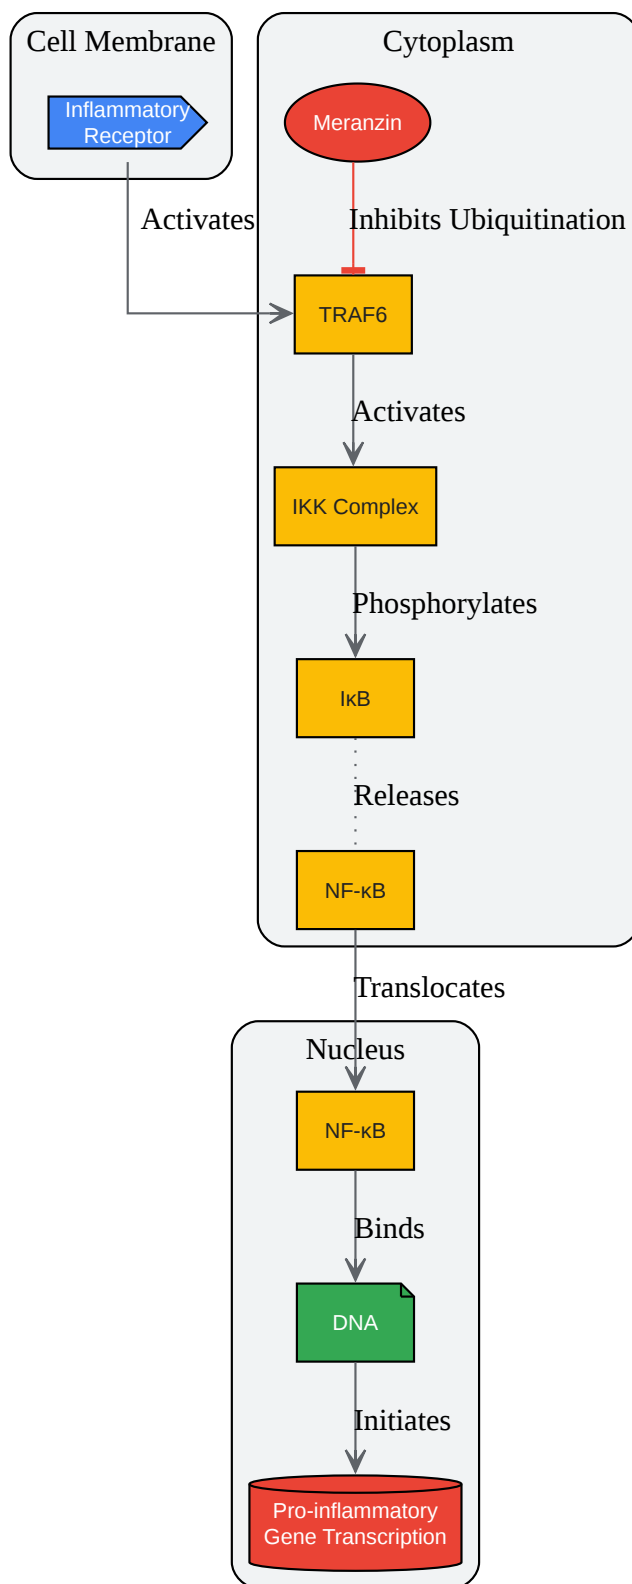 Cell Membrane
Cytoplasm
Inflammatory
Receptor
Meranzin
Activates
Inhibits Ubiquitination
TRAF6
Activates
IKK Complex
Phosphorylates
IκB
Releases
NF-κB
Translocates
Nucleus
NF-κB
Binds
DNA
Initiates
Pro-inflammatory
Gene Transcription